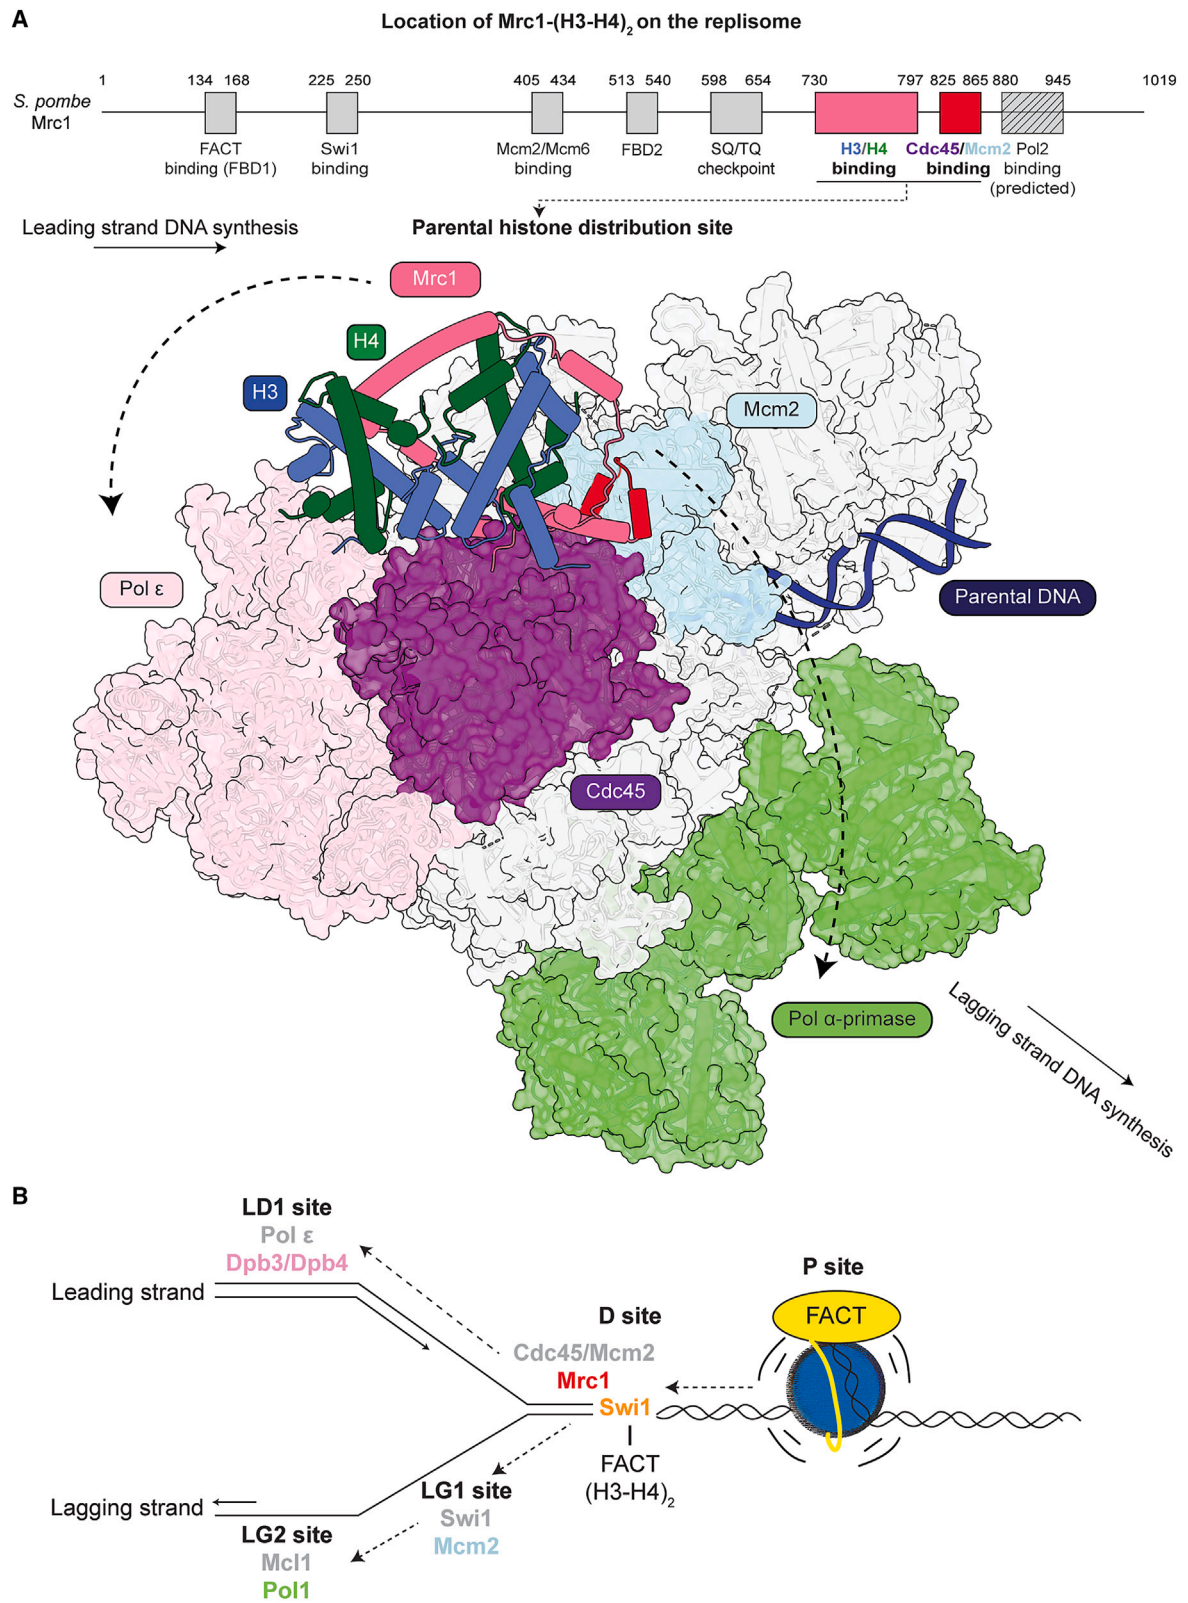 A
Location of Mrc1-(H3-H4)2 on the replisome
1 134 168 225 250 405 434 513 540 598 654 730 797 825 865 880 945 1019
S. pombe
Mrc1
FACT
binding (FBD1)
Swi1
binding
Mcm2/Mcm6
binding
FBD2
SQ/TQ
checkpoint
H3/H4
binding
Cdc45/Mcm2
binding
Pol2
binding
(predicted)
Leading strand DNA synthesis
Parental histone distribution site
Mrc1
H4
H3
Mcm2
Pol ε
Parental DNA
Cdc45
Pol α-primase
Lagging strand DNA synthesis
B
LD1 site
Pol ε
Dpb3/Dpb4
Leading strand
P site
FACT
D site
Cdc45/Mcm2
Mrc1
Swi1
FACT
(H3-H4)2
LG1 site
Swi1
Mcm2
Lagging strand
LG2 site
Mcl1
Pol1